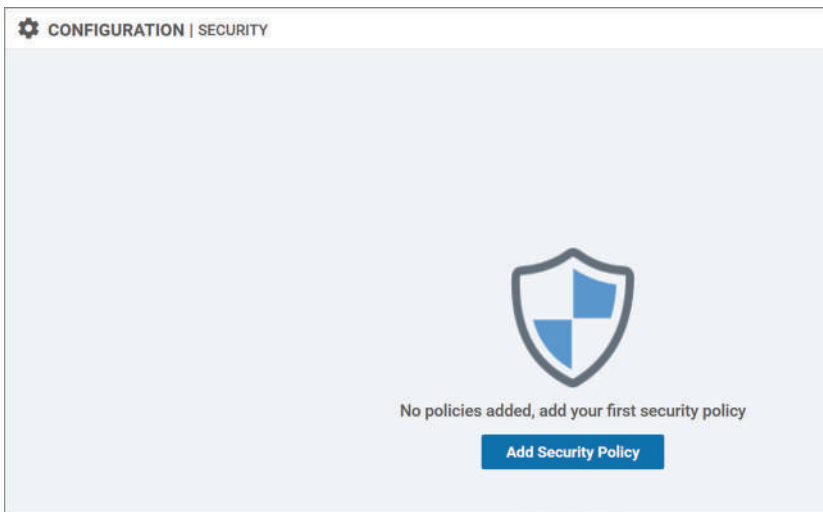 CONFIGURATION | SECURITY
No policies added, add your first security policy
Add Security Policy